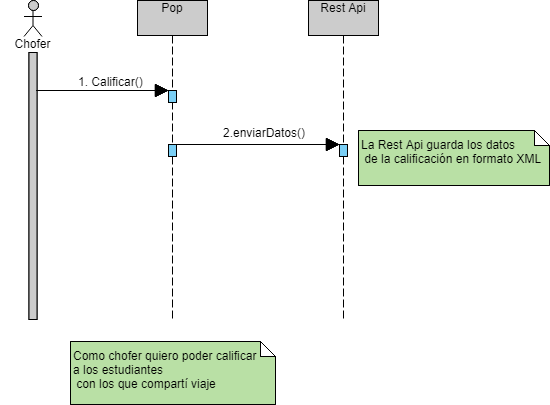 Pop
Rest Api
Chofer
1. Calificar()
2.enviarDatos()
La Rest Api guarda los datos
de la calificación en formato XML
Como chofer quiero poder calificar
a los estudiantes
con los que compartí viaje